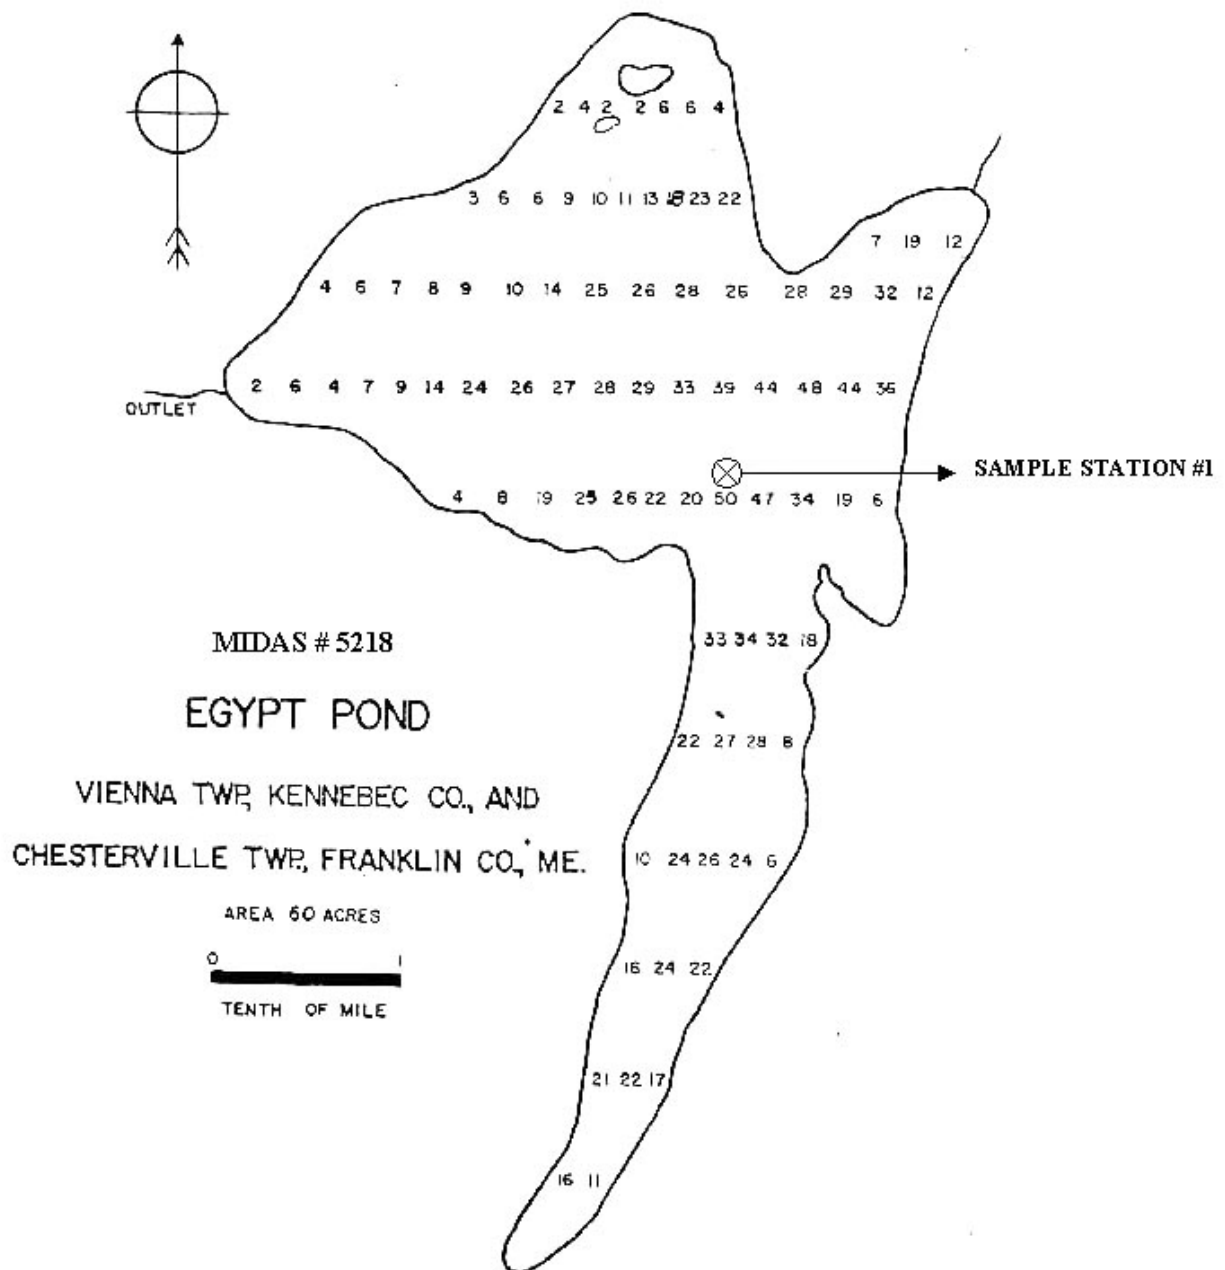 2 4 2 2 6 6 4
3 6 6 9 10 11 13 18 23 22
7 19 12
4 6 7 8 9 10 14 25 26 28 26 28 29 32 12
2 6 4 7 9 14 24 26 27 28 29 33 39 44 48 44 36
OUTLET
SAMPLE STATION #1
4 8 19 25 26 22 20 50 47 34 19 6
33 34 32 18
MIDAS # 5218
EGYPT POND
22 27 28 8
VIENNA TWP., KENNEBEC CO., AND
CHESTERVILLE TWP., FRANKLIN CO., ME.
10 24 26 24 6
AREA 60 ACRES
0 1
16 24 22
TENTH OF MILE
21 22 17
16 11